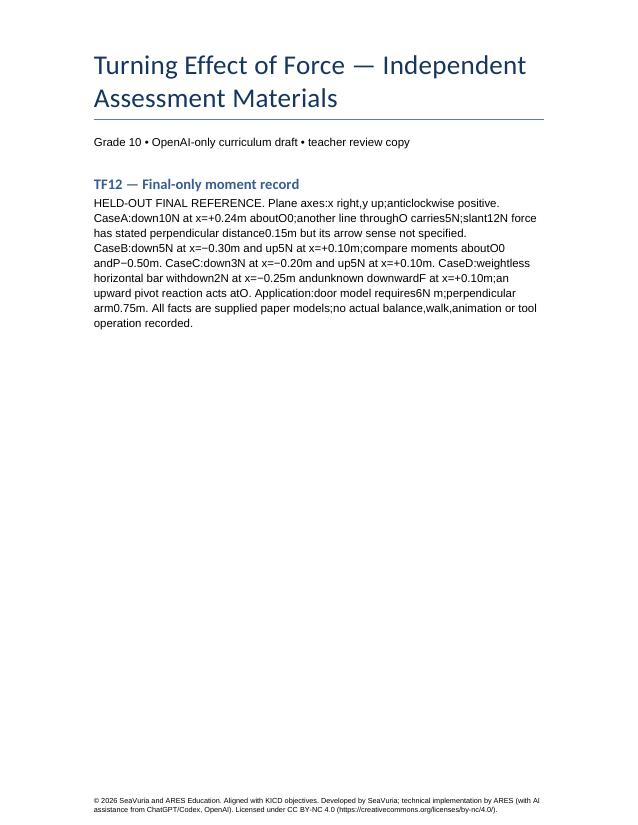 Turning Effect of Force — Independent
Assessment Materials
Grade 10 • OpenAI-only curriculum draft • teacher review copy
TF12 — Final-only moment record
HELD-OUT FINAL REFERENCE. Plane axes:x right,y up;anticlockwise positive.
CaseA:down10N at x=+0.24m aboutO0;another line throughO carries5N;slant12N force
has stated perpendicular distance0.15m but its arrow sense not specified.
CaseB:down5N at x=−0.30m and up5N at x=+0.10m;compare moments aboutO0
andP−0.50m. CaseC:down3N at x=−0.20m and up5N at x=+0.10m. CaseD:weightless
horizontal bar withdown2N at x=−0.25m andunknown downwardF at x=+0.10m;an
upward pivot reaction acts atO. Application:door model requires6N m;perpendicular
arm0.75m. All facts are supplied paper models;no actual balance,walk,animation or tool
operation recorded.
© 2026 SeaVuria and ARES Education. Aligned with KICD objectives. Developed by SeaVuria; technical implementation by ARES (with AI
assistance from ChatGPT/Codex, OpenAI). Licensed under CC BY-NC 4.0 (https://creativecommons.org/licenses/by-nc/4.0/).